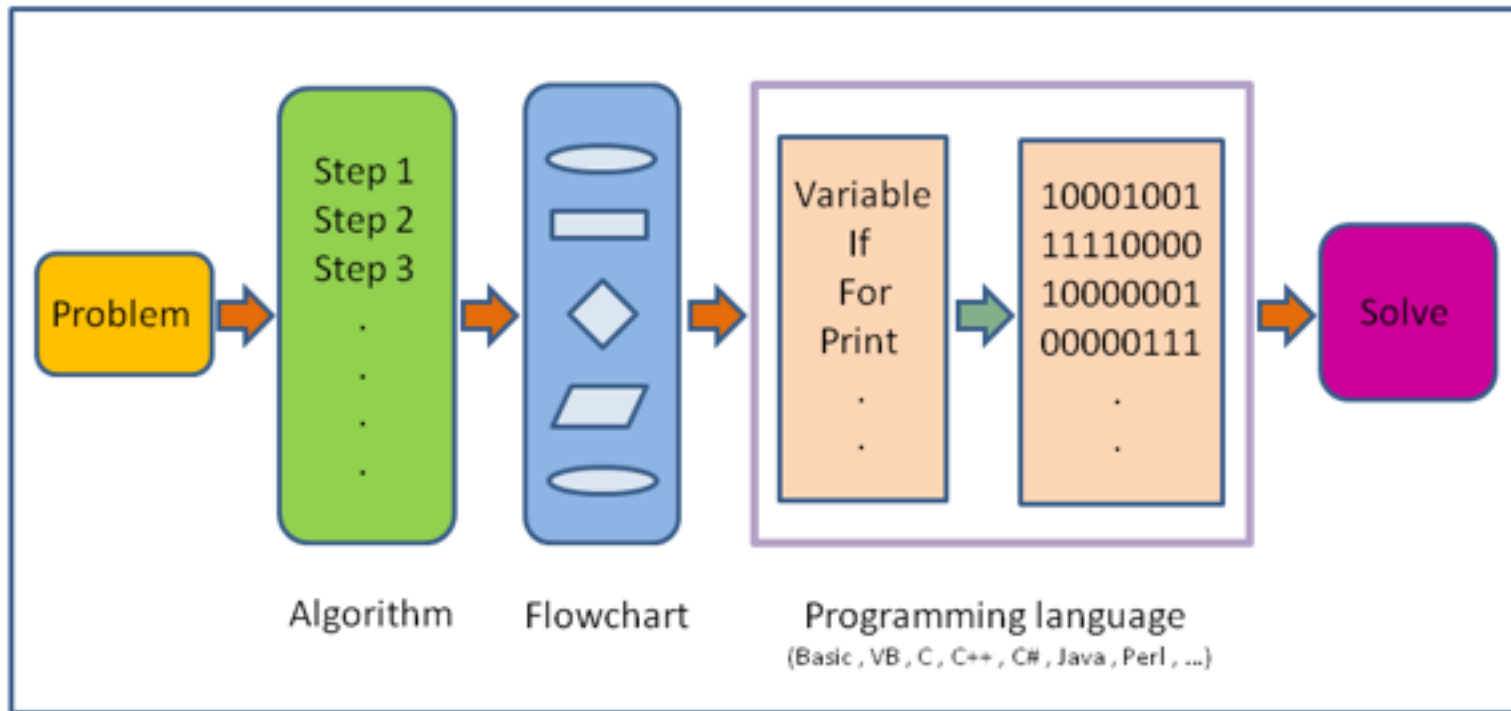 Problem
Step 1
Step 2
Step 3
.
.
.
.
Algorithm
Flowchart
Variable
If
For
Print
.
.
10001001
11110000
10000001
00000111
.
.
Programming language
(Basic , VB , C , C++ , C# , Java , Perl , ...)
Solve